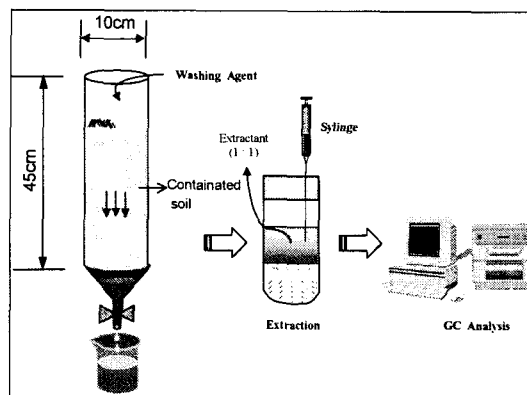 10cm
Washing Agent
45cm
Containated
soil
Extractant
(1 : 1)
Sylinge
Extraction
GC Analysis